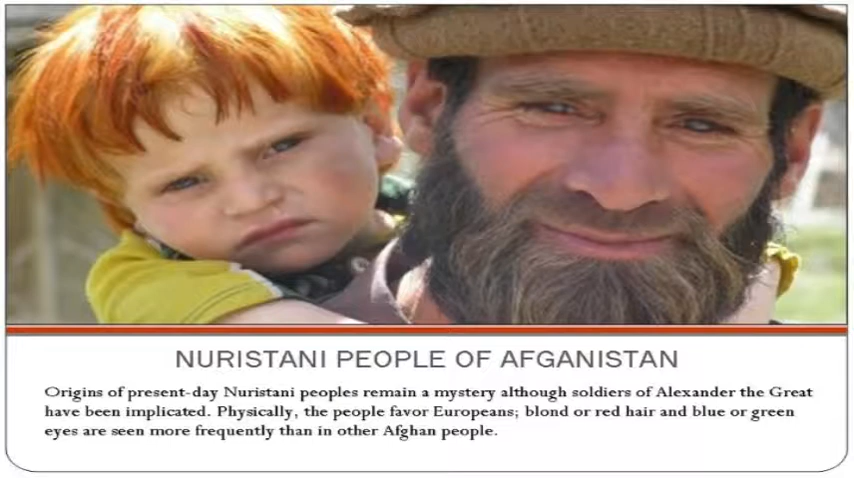 NURISTANI PEOPLE OF AFGANISTAN
Origins of present-day Nuristani peoples remain a mystery although soldiers of Alexander the Great
have been implicated. Physically, the people favor Europeans; blond or red hair and blue or green
eyes are seen more frequently than in other Afghan people.